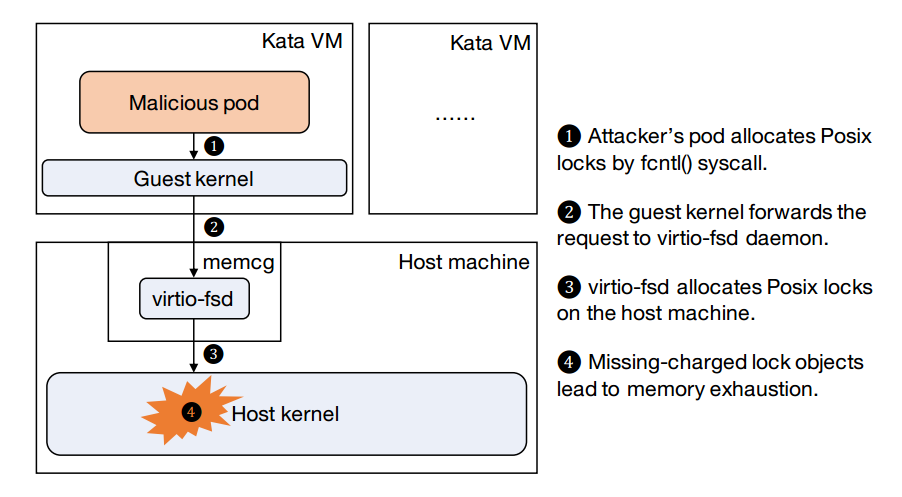 Kata VM
Kata VM
Malicious pod
......
❶
Guest kernel
❷
memcg
Host machine
virtio-fsd
❸
❹
Host kernel
❶ Attacker’s pod allocates Posix
locks by fcntl() syscall.
❷ The guest kernel forwards the
request to virtio-fsd daemon.
❸ virtio-fsd allocates Posix locks
on the host machine.
❹ Missing-charged lock objects
lead to memory exhaustion.